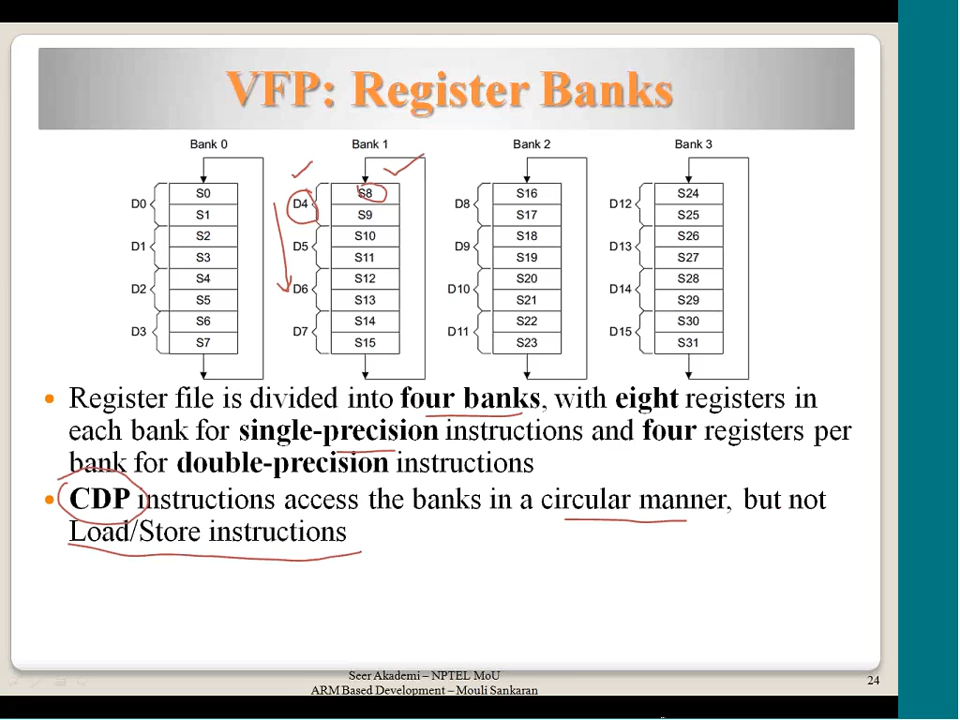 VFP: Register Banks
Bank 0 Bank 1 Bank 2 Bank 3
S0 S8 S16 S24
D0 D4 D8 D12
S1 S9 S17 S25
S2 S10 S18 S26
D1 D5 D9 D13
S3 S11 S19 S27
S4 S12 S20 S28
D2 D6 D10 D14
S5 S13 S21 S29
S6 S14 S22 S30
D3 D7 D11 D15
S7 S15 S23 S31
• Register file is divided into four banks, with eight registers in
each bank for single-precision instructions and four registers per
bank for double-precision instructions
• CDP instructions access the banks in a circular manner, but not
Load/Store instructions
Seer Akademi – NPTEL MoU
ARM Based Development – Mouli Sankaran
24